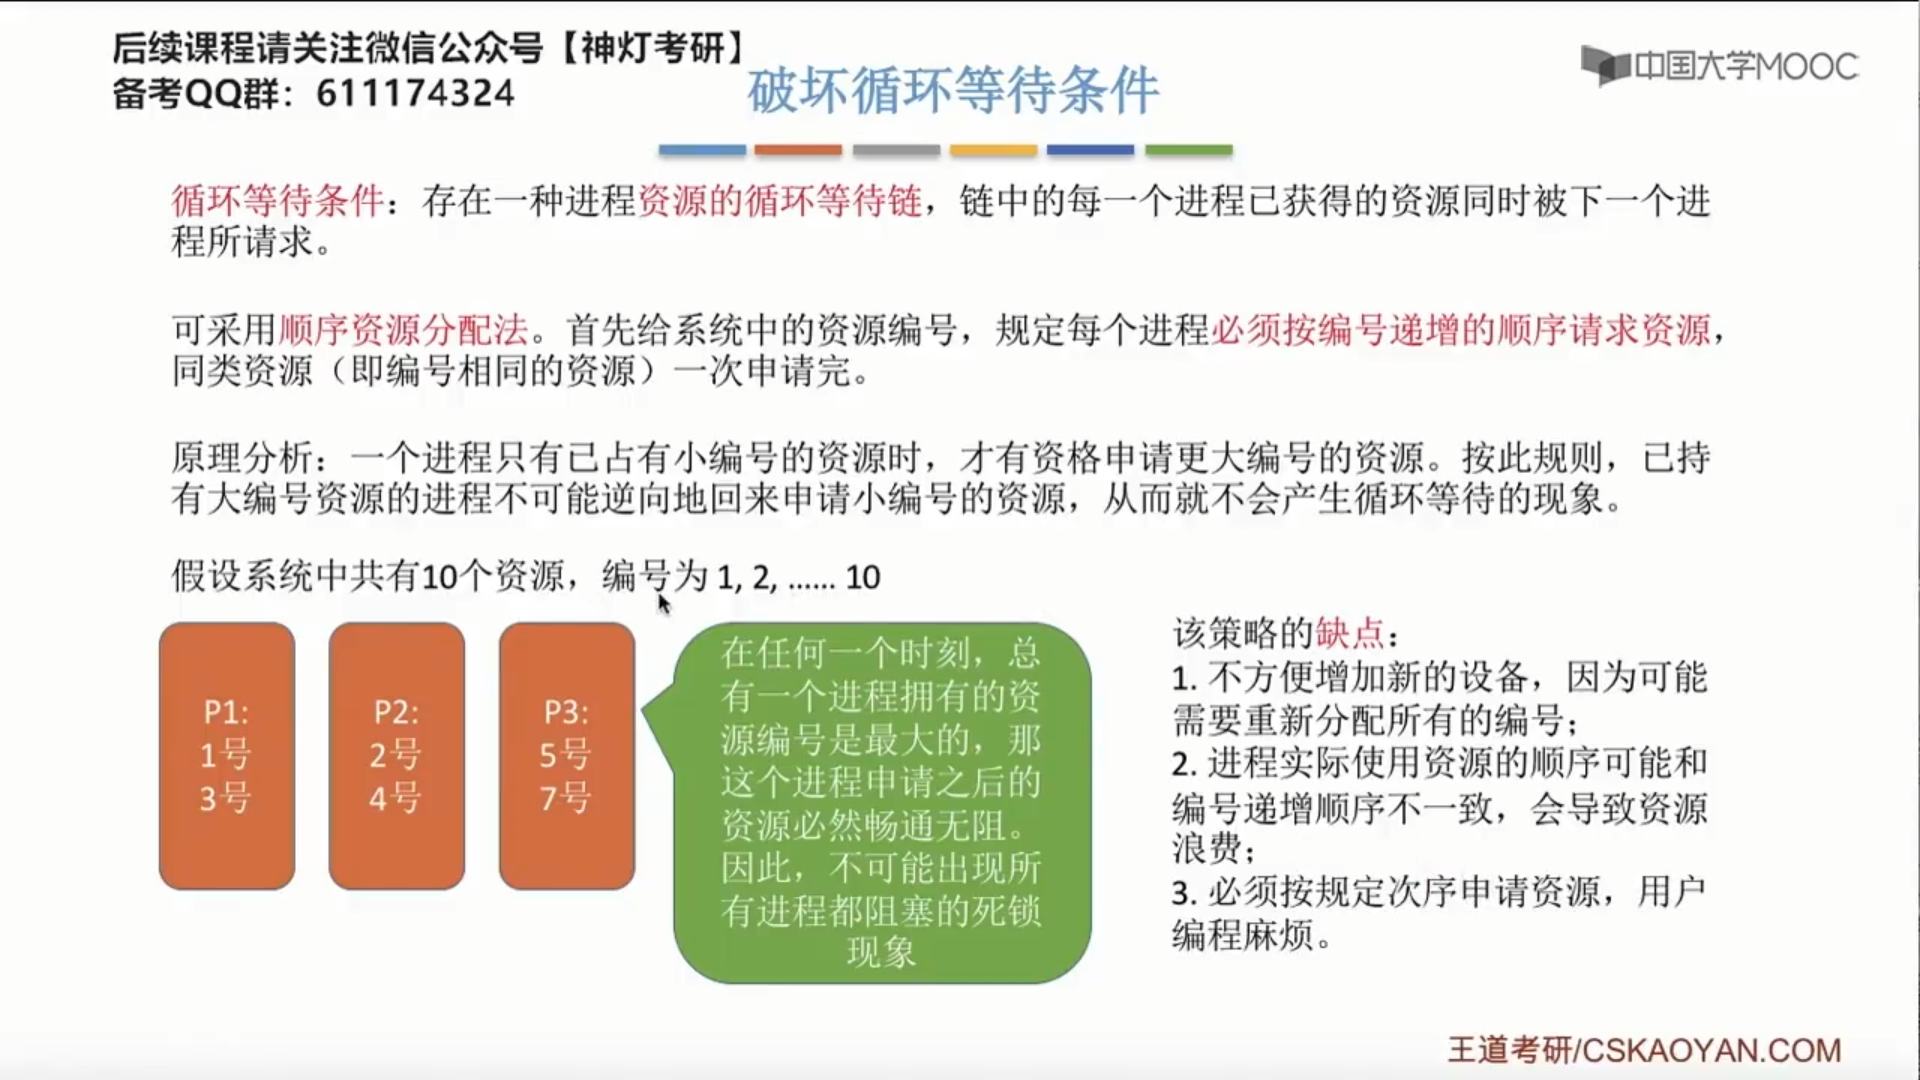 后续课程请关注微信公众号【神灯考研】
备考QQ群：611174324
中国大学MOOC
破坏循环等待条件
循环等待条件：存在一种进程资源的循环等待链，链中的每一个进程已获得的资源同时被下一个进
程所请求。
可采用顺序资源分配法。首先给系统中的资源编号，规定每个进程必须按编号递增的顺序请求资源，
同类资源（即编号相同的资源）一次申请完。
原理分析：一个进程只有已占有小编号的资源时，才有资格申请更大编号的资源。按此规则，已持
有大编号资源的进程不可能逆向地回来申请小编号的资源，从而就不会产生循环等待的现象。
假设系统中共有10个资源，编号为 1, 2, …… 10
P1:
1号
3号
P2:
2号
4号
P3:
5号
7号
在任何一个时刻，总
有一个进程拥有的资
源编号是最大的，那
这个进程申请之后的
资源必然畅通无阻。
因此，不可能出现所
有进程都阻塞的死锁
现象
该策略的缺点：
1. 不方便增加新的设备，因为可能
需要重新分配所有的编号；
2. 进程实际使用资源的顺序可能和
编号递增顺序不一致，会导致资源
浪费；
3. 必须按规定次序申请资源，用户
编程麻烦。
王道考研/CSKAOYAN.COM